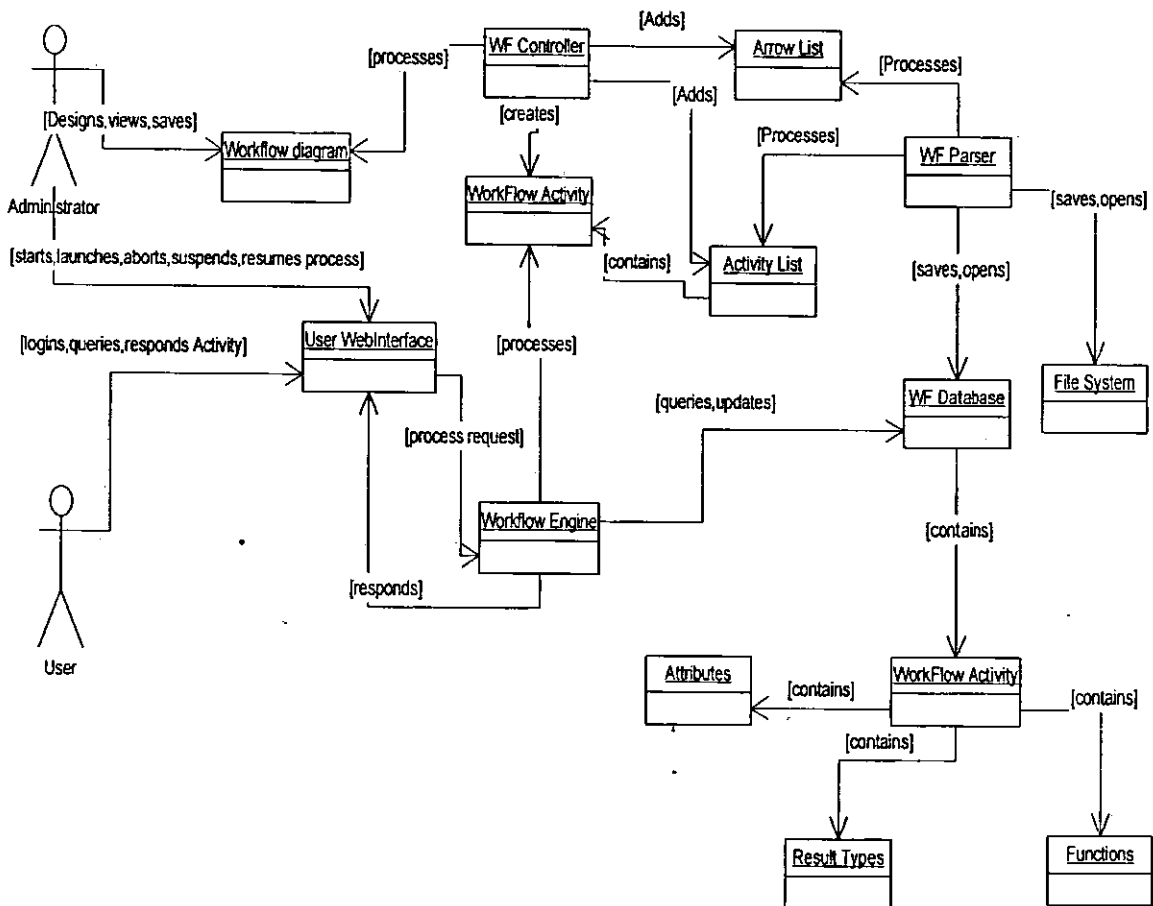 [Adds]
WF Controller
Arrow List
[processes]
[Processes]
[Adds]
[creates]
[Designs,views,saves]
Workflow diagram
[Processes]
WF Parser
WorkFlow Activity
[saves,opens]
Administrator
[starts,launches,aborts,suspends,resumes process]
[contains]
Activity List
[saves,opens]
User WebInterface
[logins,queries,responds Activity]
[processes]
File System
WF Database
[queries,updates]
[process request]
Workflow Engine
[contains]
[responds]
User
Attributes
WorkFlow Activity
[contains]
[contains]
[contains]
Result Types
Functions